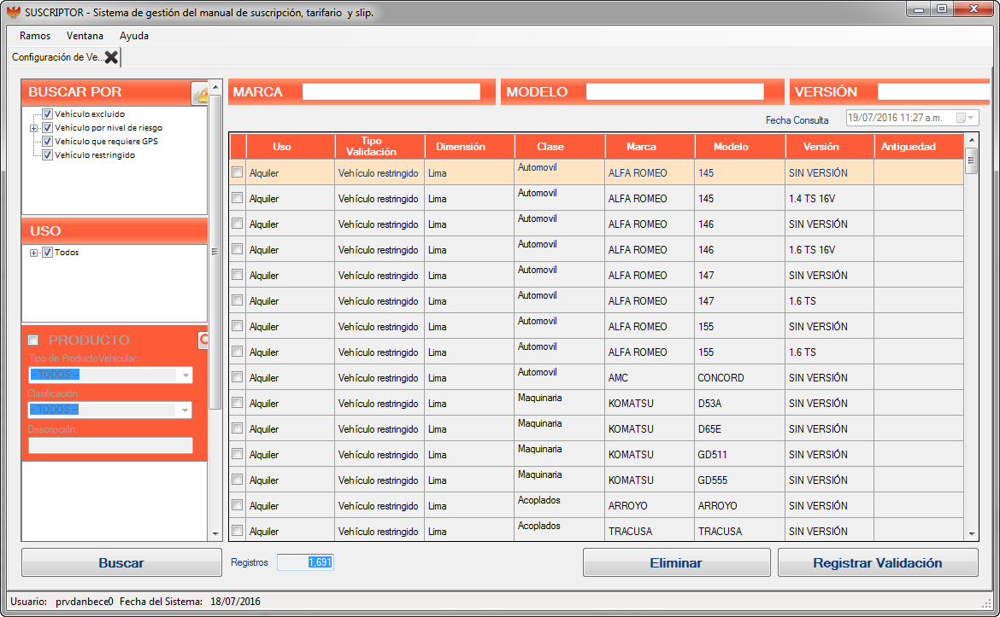 SUSCRIPTOR - Sistema de gestión del manual de suscripción, tarifario y slip.
Ramos Ventana Ayuda
Configuración de Ve...
BUSCAR POR
Vehículo excluido
Vehículo por nivel de riesgo
Vehículo que requiere GPS
Vehículo restringido
USO
Todos
PRODUCTO
Tipo de ProductoVehicular:
-- TODOS --
Clasificación:
-- TODOS --
Descripción:
Buscar
MARCA MODELO VERSIÓN
Fecha Consulta 19/07/2016 11:27 a.m.
Uso Tipo Validación Dimensión Clase Marca Modelo Versión Antiguedad
Alquiler Vehículo restringido Lima Automovil ALFA ROMEO 145 SIN VERSIÓN
Alquiler Vehículo restringido Lima Automovil ALFA ROMEO 145 1.4 TS 16V
Alquiler Vehículo restringido Lima Automovil ALFA ROMEO 146 SIN VERSIÓN
Alquiler Vehículo restringido Lima Automovil ALFA ROMEO 146 1.6 TS 16V
Alquiler Vehículo restringido Lima Automovil ALFA ROMEO 147 SIN VERSIÓN
Alquiler Vehículo restringido Lima Automovil ALFA ROMEO 147 1.6 TS
Alquiler Vehículo restringido Lima Automovil ALFA ROMEO 155 SIN VERSIÓN
Alquiler Vehículo restringido Lima Automovil ALFA ROMEO 155 1.6 TS
Alquiler Vehículo restringido Lima Automovil AMC CONCORD SIN VERSIÓN
Alquiler Vehículo restringido Lima Maquinaria KOMATSU D53A SIN VERSIÓN
Alquiler Vehículo restringido Lima Maquinaria KOMATSU D65E SIN VERSIÓN
Alquiler Vehículo restringido Lima Maquinaria KOMATSU GD511 SIN VERSIÓN
Alquiler Vehículo restringido Lima Maquinaria KOMATSU GD555 SIN VERSIÓN
Alquiler Vehículo restringido Lima Acoplados ARROYO ARROYO SIN VERSIÓN
Alquiler Vehículo restringido Lima Acoplados TRACUSA TRACUSA SIN VERSIÓN
Registros 1,691 Eliminar Registrar Validación
Usuario: prvdanbece0 Fecha del Sistema: 18/07/2016